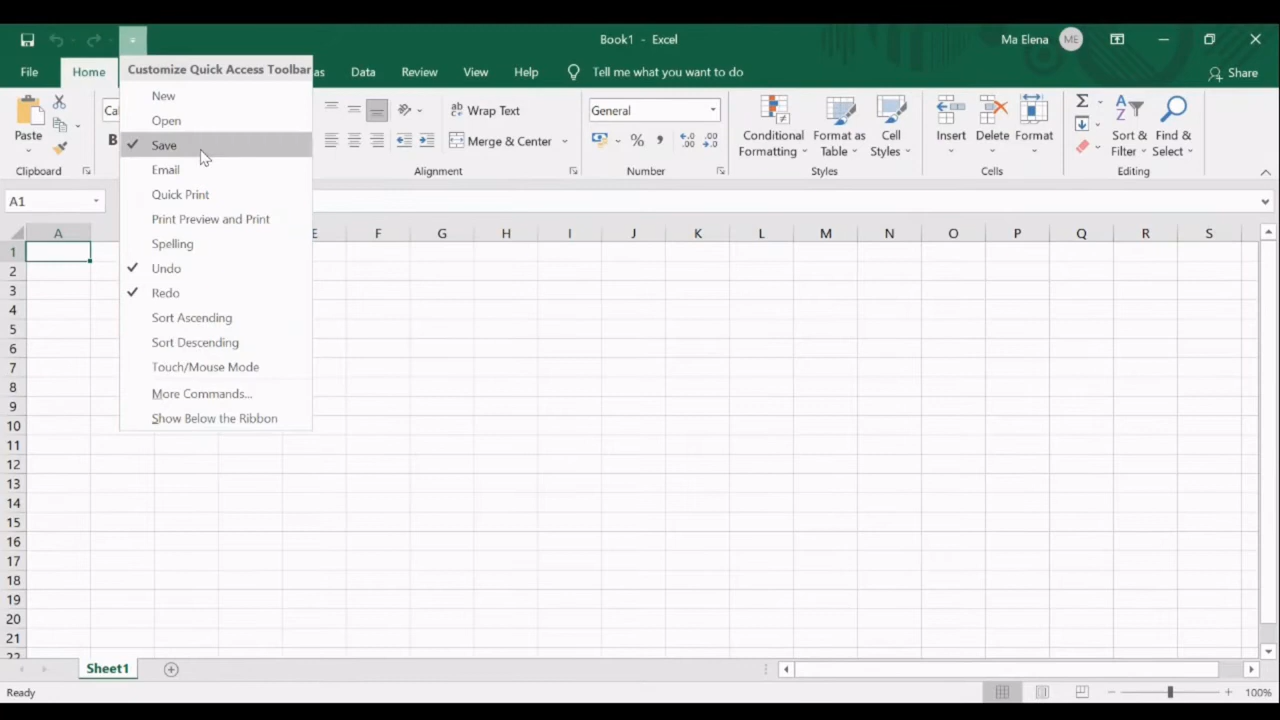 Book1 - Excel
Ma Elena ME
File Home as Data Review View Help Tell me what you want to do Share
Customize Quick Access Toolbar
New
Open
Save
Email
Quick Print
Print Preview and Print
Spelling
Undo
Redo
Sort Ascending
Sort Descending
Touch/Mouse Mode
More Commands...
Show Below the Ribbon
Paste
Clipboard
Cal
B
Wrap Text
Merge & Center
Alignment
General
% , .00
Number
Conditional Formatting
Format as Table
Cell Styles
Styles
Insert
Delete
Format
Cells
Sort & Filter
Find & Select
Editing
A1
A E F G H I J K L M N O P Q R S
1
2
3
4
5
6
7
8
9
10
11
12
13
14
15
16
17
18
19
20
21
22
Sheet1
Ready
100%